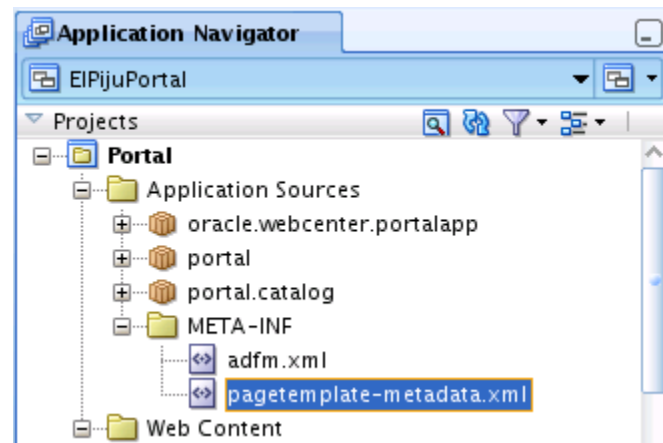 Application Navigator
ElPijuPortal
Projects
Portal
Application Sources
oracle.webcenter.portalapp
portal
portal.catalog
META-INF
adfm.xml
pagetemplate-metadata.xml
Web Content